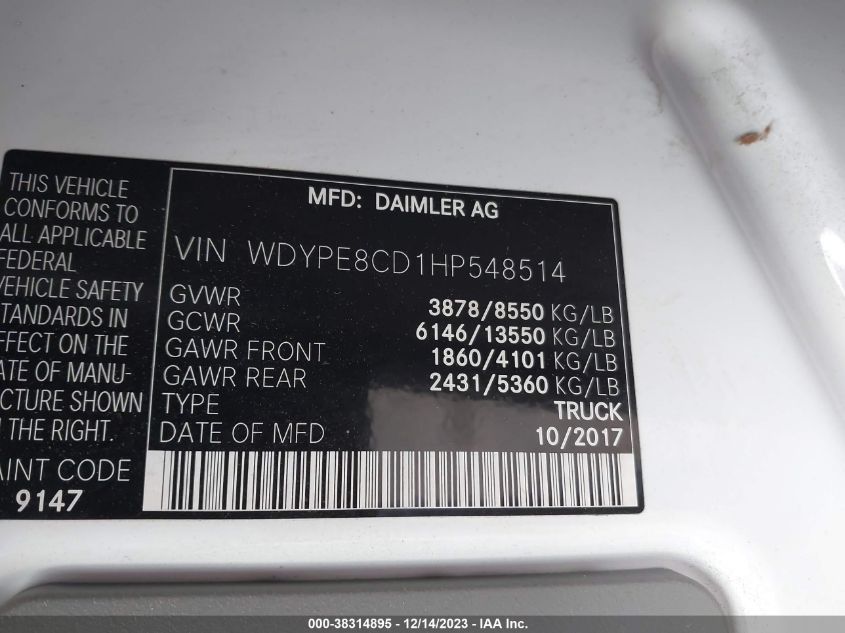 THIS VEHICLE
CONFORMS TO
ALL APPLICABLE
FEDERAL
VEHICLE SAFETY
STANDARDS IN
EFFECT ON THE
DATE OF MANU-
FACTURE SHOWN
THE RIGHT.
PAINT CODE
9147
MFD: DAIMLER AG
VIN WDYPE8CD1HP548514
GVWR 3878/8550 KG/LB
GCWR 6146/13550 KG/LB
GAWR FRONT 1860/4101 KG/LB
GAWR REAR 2431/5360 KG/LB
TYPE TRUCK
DATE OF MFD 10/2017
000-38314895 - 12/14/2023 - IAA Inc.